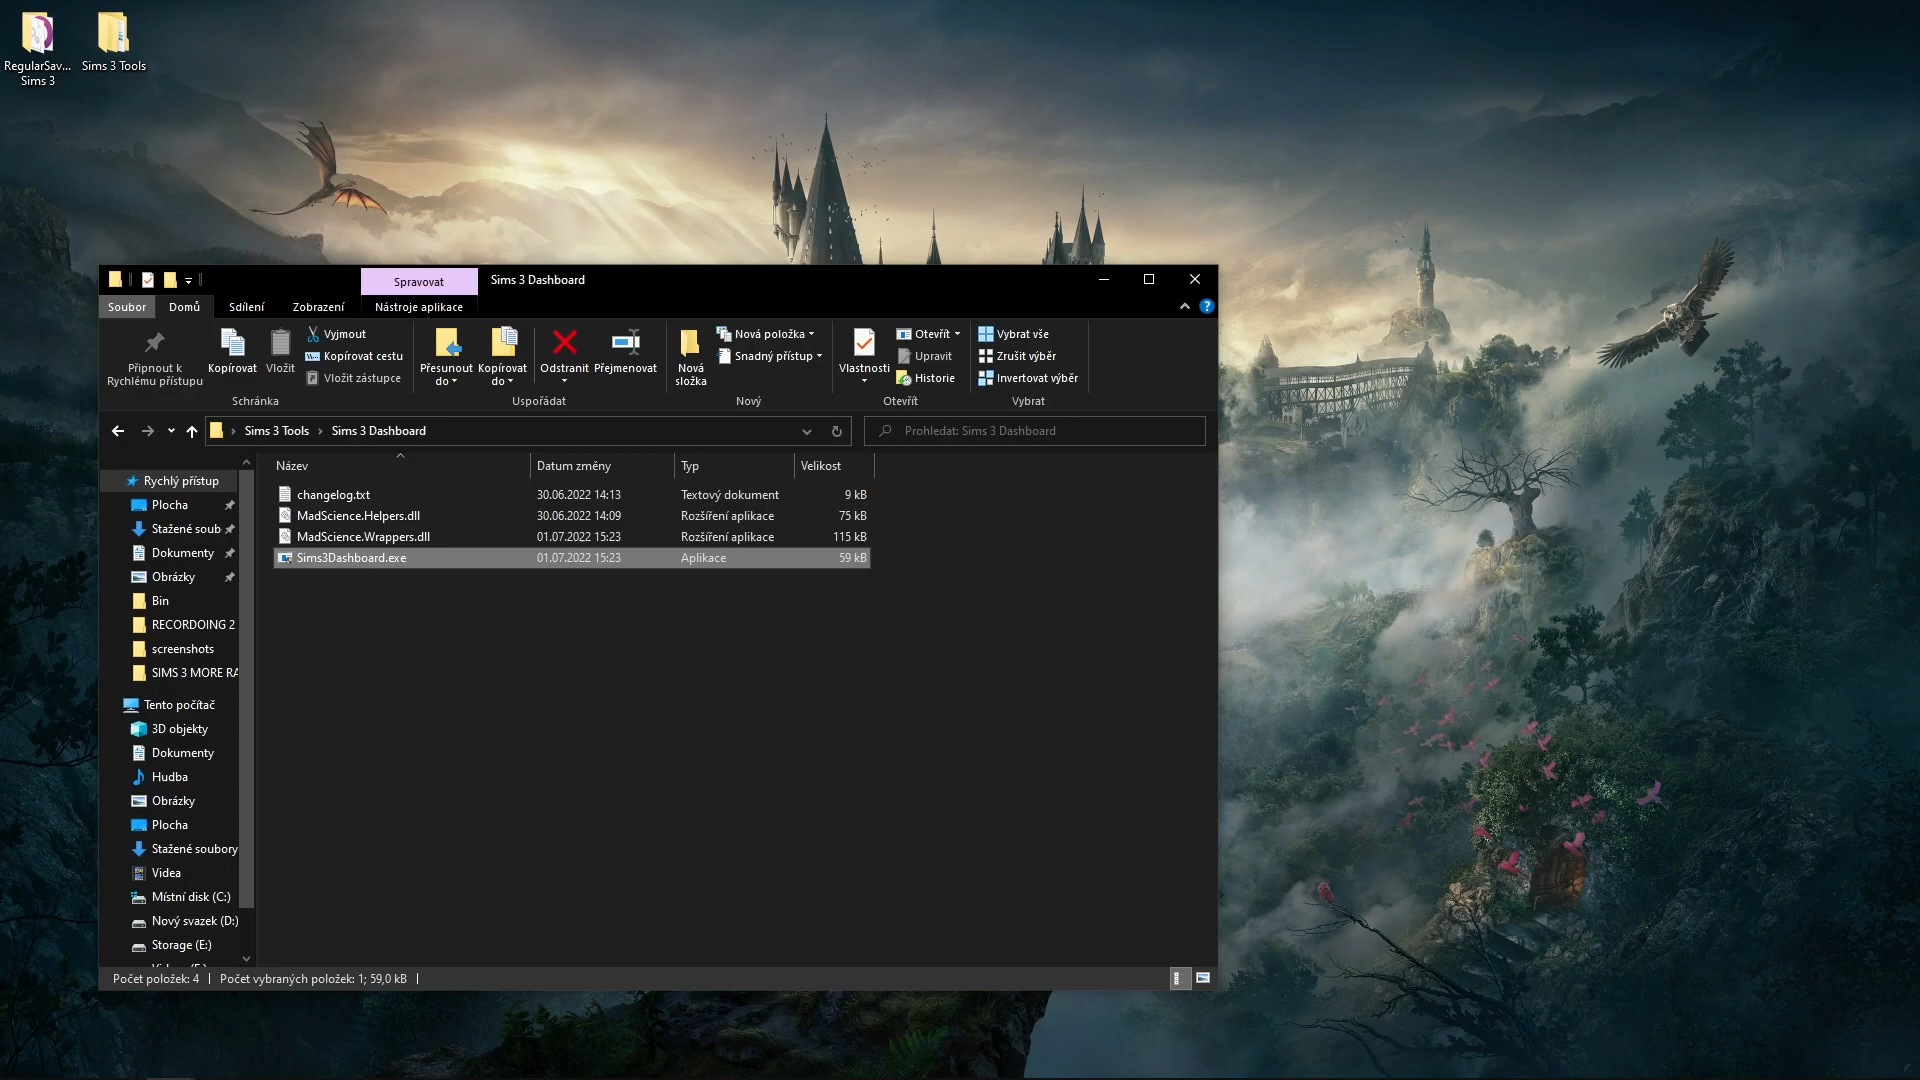 RegularSav...
Sims 3
Sims 3 Tools
Spravovat
Sims 3 Dashboard
Soubor
Domů
Sdílení
Zobrazení
Nástroje aplikace
Připnout k
Rychlému přístupu
Kopírovat
Vložit
Vyjmout
Kopírovat cestu
Vložit zástupce
Schránka
Přesunout
do
Kopírovat
do
Odstranit
Přejmenovat
Uspořádat
Nová
složka
Nová položka
Snadný přístup
Nový
Vlastnosti
Otevřít
Upravit
Historie
Otevřít
Vybrat vše
Zrušit výběr
Invertovat výběr
Vybrat
Sims 3 Tools
Sims 3 Dashboard
Prohledat: Sims 3 Dashboard
Rychlý přístup
Plocha
Stažené soub
Dokumenty
Obrázky
Bin
RECORDOING 2
screenshots
SIMS 3 MORE RA
Tento počítač
3D objekty
Dokumenty
Hudba
Obrázky
Plocha
Stažené soubory
Videa
Místní disk (C:)
Nový svazek (D:)
Storage (E:)
Název Datum změny Typ Velikost
changelog.txt 30.06.2022 14:13 Textový dokument 9 kB
MadScience.Helpers.dll 30.06.2022 14:09 Rozšíření aplikace 75 kB
MadScience.Wrappers.dll 01.07.2022 15:23 Rozšíření aplikace 115 kB
Sims3Dashboard.exe 01.07.2022 15:23 Aplikace 59 kB
Počet položek: 4
Počet vybraných položek: 1; 59,0 kB